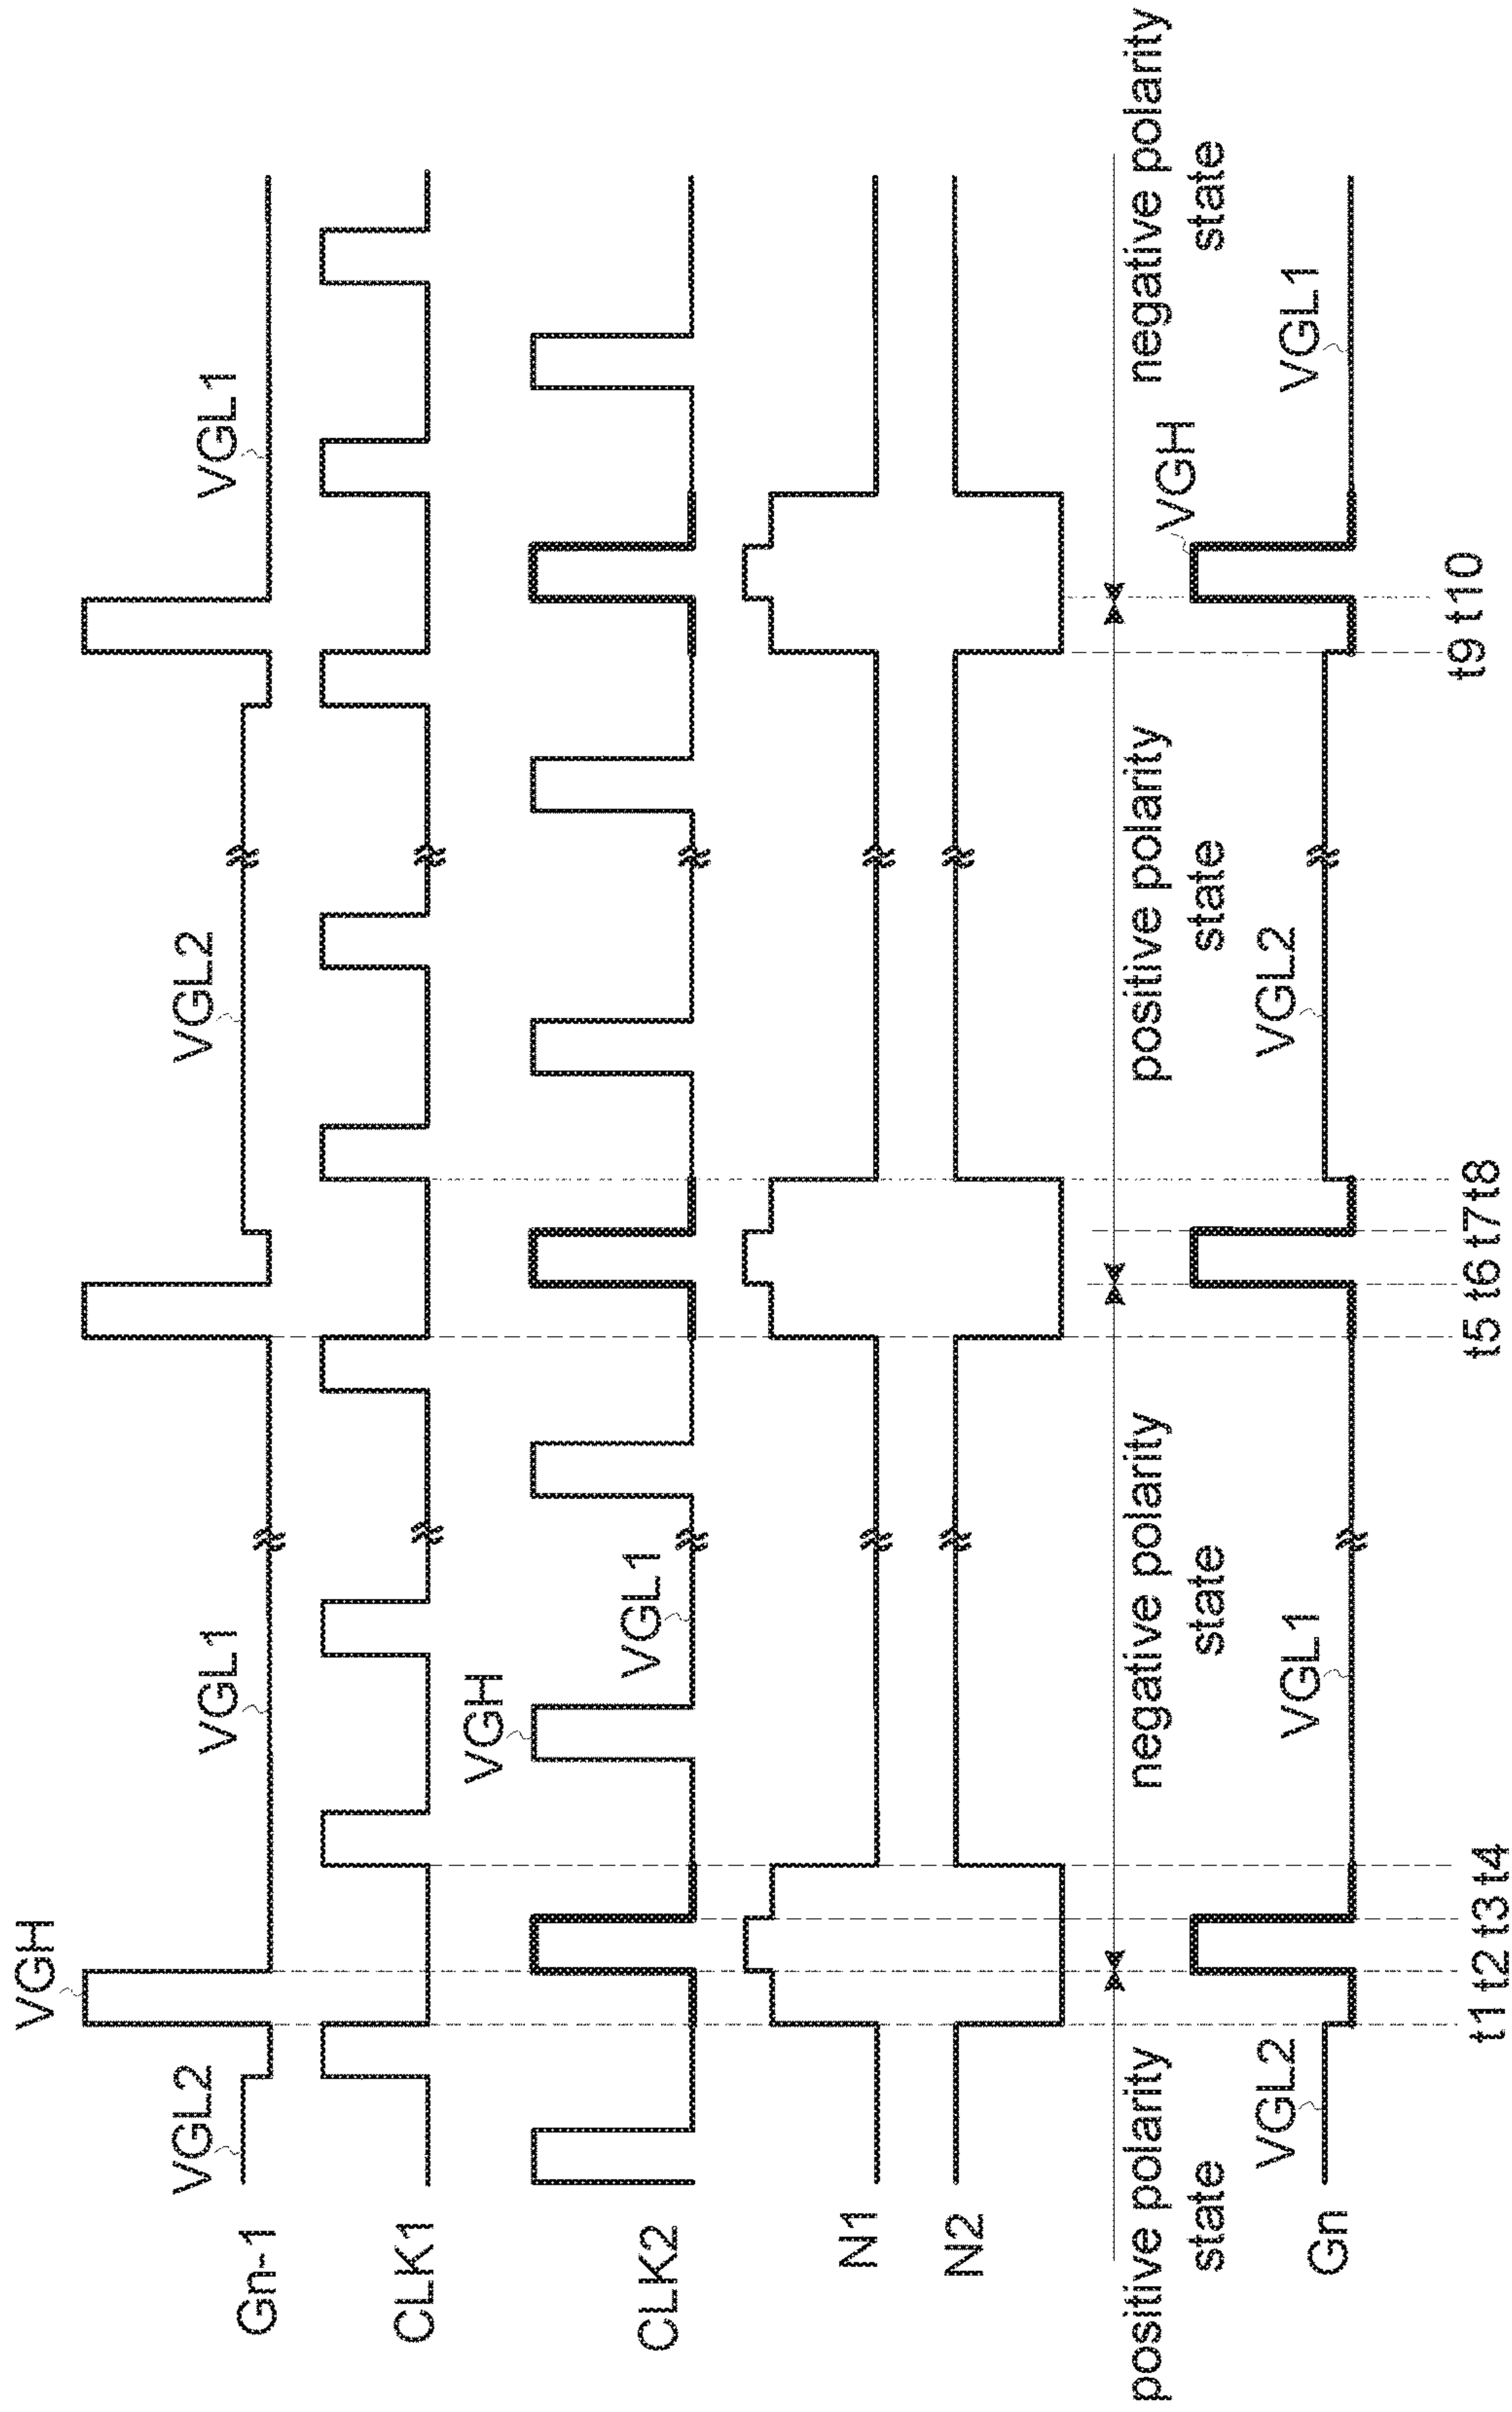 VGH
Gn-1
VGL2
VGL1
VGL2
VGL1
CLK1
CLK2
VGH
VGL1
N1
N2
positive polarity
state
negative polarity
state
positive polarity
state
negative polarity
state
Gn
VGL2
VGL1
VGL2
VGH
VGL1
t1 t2 t3 t4 t5 t6 t7 t8 t9 t10